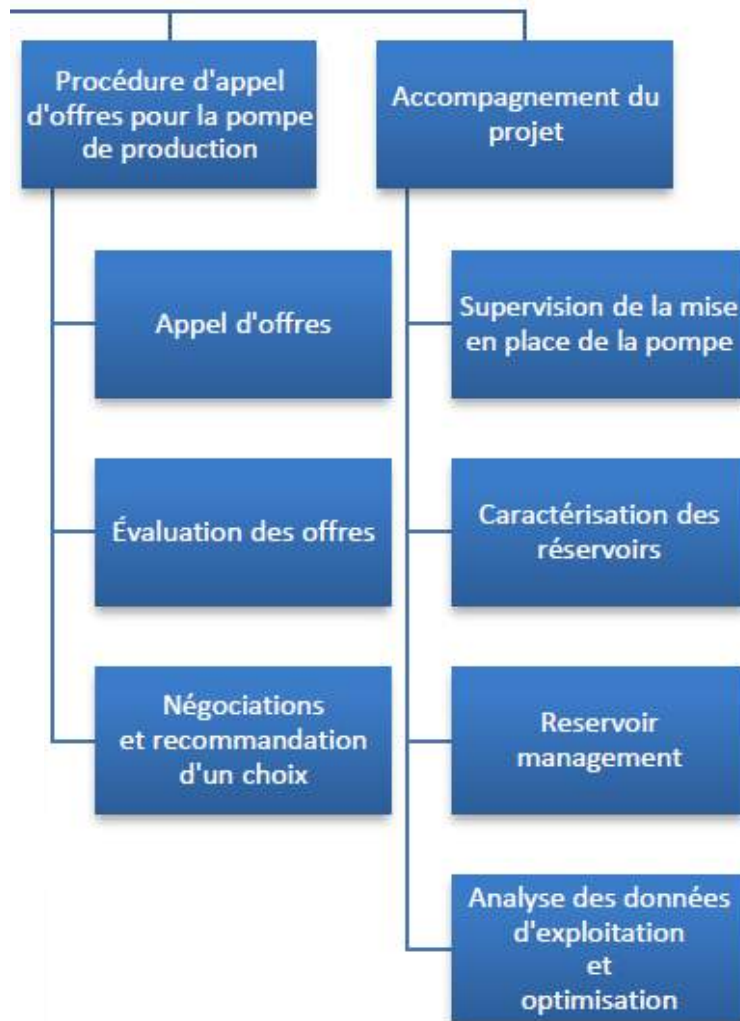 Procédure d'appel
d'offres pour la pompe
de production
Appel d'offres
Évaluation des offres
Négociations
et recommandation
d'un choix
Accompagnement du
projet
Supervision de la mise
en place de la pompe
Caractérisation des
réservoirs
Reservoir
management
Analyse des données
d'exploitation
et
optimisation